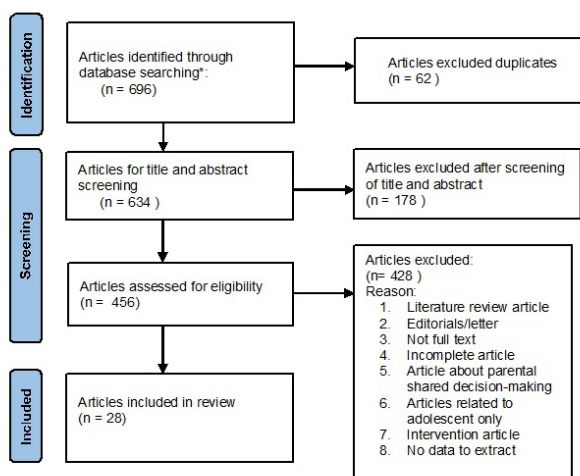 Identification
Articles identified through
database searching*:
(n = 696)
Articles excluded duplicates
(n = 62 )
Screening
Articles for title and abstract
screening
(n = 634 )
Articles excluded after screening
of title and abstract
(n = 178 )
Articles assessed for eligibility
(n = 456)
Articles excluded:
(n= 428 )
Reason:
1. Literature review article
2. Editorials/letter
3. Not full text
4. Incomplete article
5. Article about parental
shared decision-making
6. Articles related to
adolescent only
7. Intervention article
8. No data to extract
Included
Articles included in review
(n = 28)